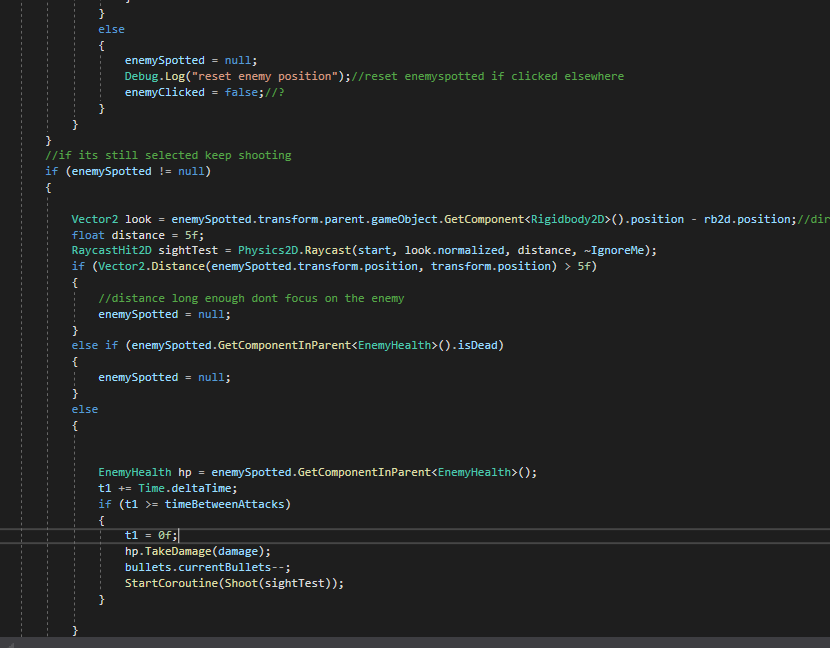 }
else
{
enemySpotted = null;
Debug.Log("reset enemy position");//reset enemyspotted if clicked elsewhere
enemyClicked = false;//?
}
}
}
//if its still selected keep shooting
if (enemySpotted != null)
{
Vector2 look = enemySpotted.transform.parent.gameObject.GetComponent<Rigidbody2D>().position - rb2d.position;//dir
float distance = 5f;
RaycastHit2D sightTest = Physics2D.Raycast(start, look.normalized, distance, ~IgnoreMe);
if (Vector2.Distance(enemySpotted.transform.position, transform.position) > 5f)
{
//distance long enough dont focus on the enemy
enemySpotted = null;
}
else if (enemySpotted.GetComponentInParent<EnemyHealth>().isDead)
{
enemySpotted = null;
}
else
{
EnemyHealth hp = enemySpotted.GetComponentInParent<EnemyHealth>();
t1 += Time.deltaTime;
if (t1 >= timeBetweenAttacks)
{
t1 = 0f;
hp.TakeDamage(damage);
bullets.currentBullets--;
StartCoroutine(Shoot(sightTest));
}
}